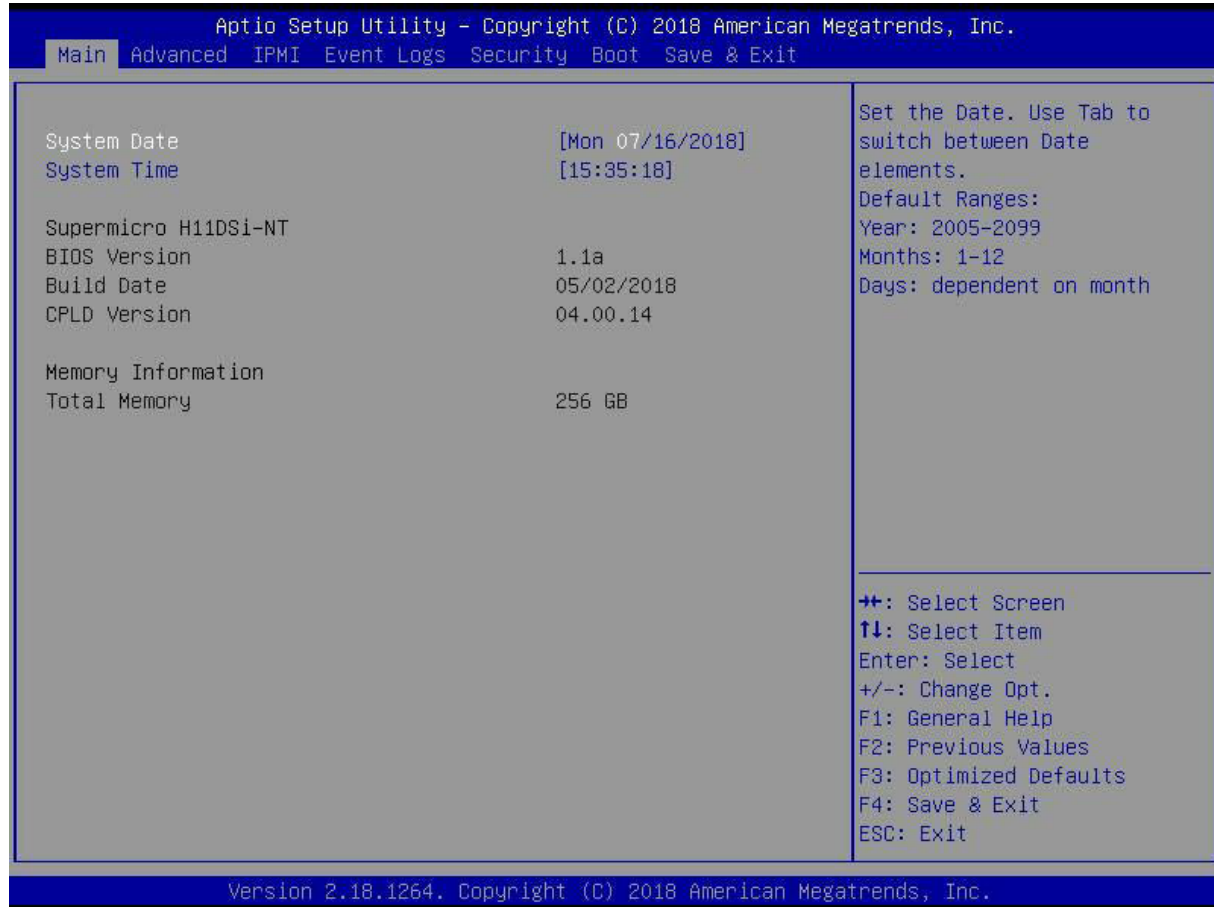 Aptio Setup Utility – Copyright (C) 2018 American Megatrends, Inc.
Main Advanced IPMI Event Logs Security Boot Save & Exit
System Date [Mon 07/16/2018]
System Time [15:35:18]
Supermicro H11DSi-NT
BIOS Version 1.1a
Build Date 05/02/2018
CPLD Version 04.00.14
Memory Information
Total Memory 256 GB
Set the Date. Use Tab to
switch between Date
elements.
Default Ranges:
Year: 2005-2099
Months: 1-12
Days: dependent on month
→←: Select Screen
↑↓: Select Item
Enter: Select
+/-: Change Opt.
F1: General Help
F2: Previous Values
F3: Optimized Defaults
F4: Save & Exit
ESC: Exit
Version 2.18.1264. Copyright (C) 2018 American Megatrends, Inc.